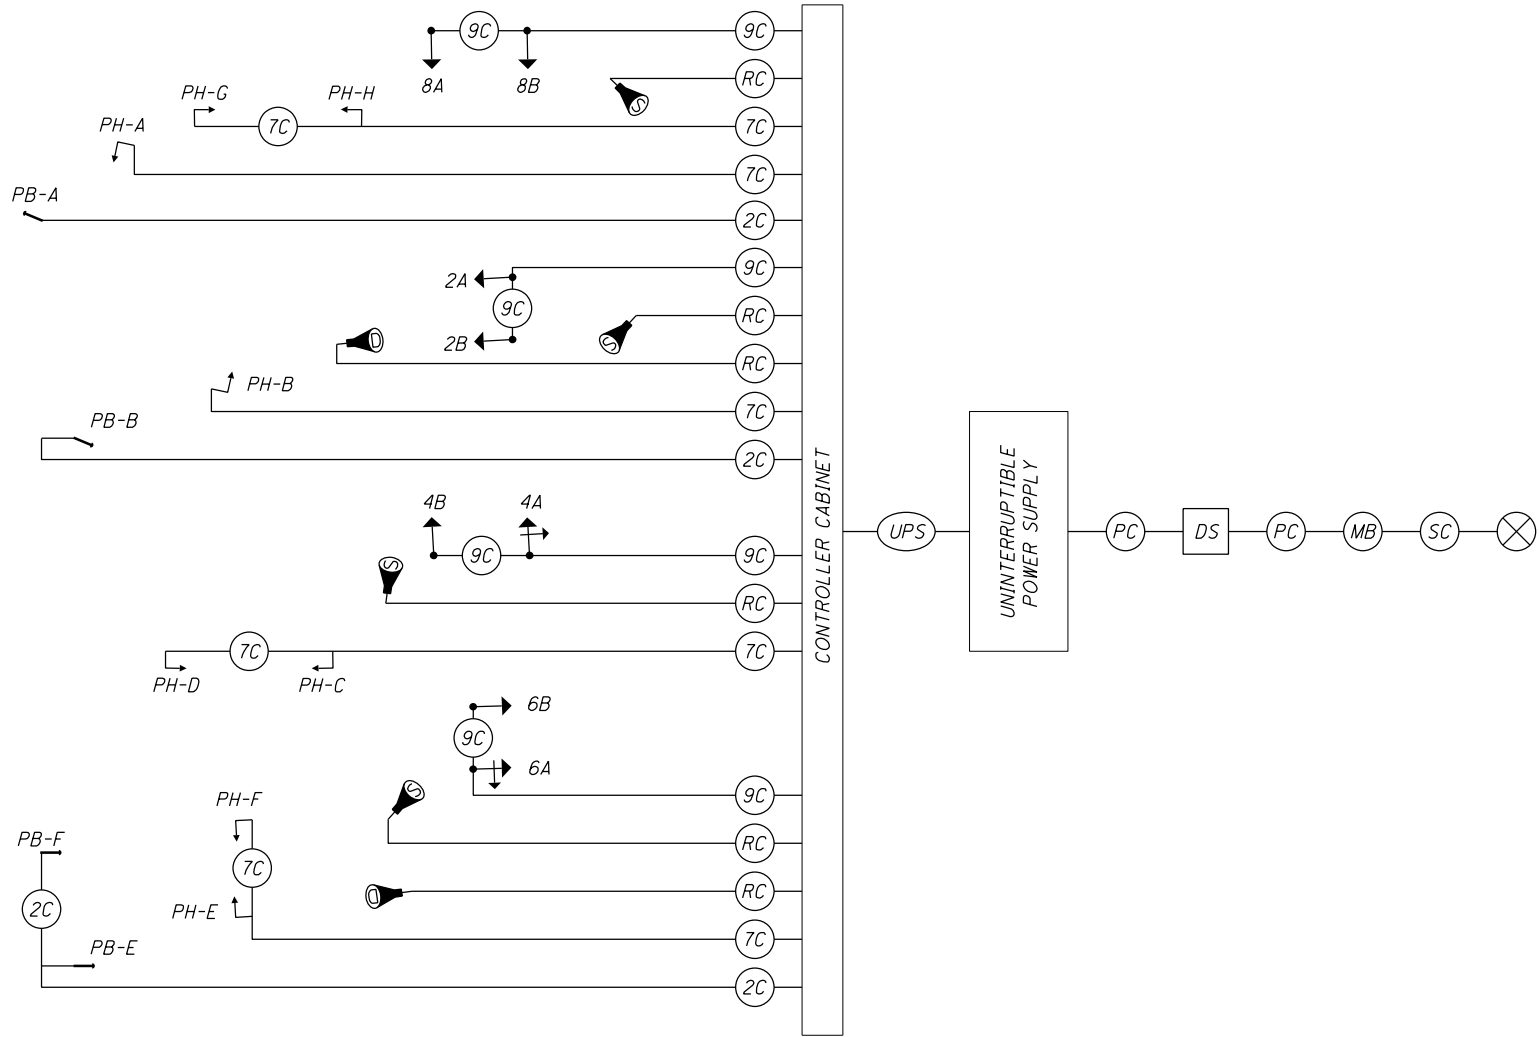 9C
9C
8A
8B
RC
S
PH-G
PH-H
7C
7C
PH-A
7C
PB-A
2C
9C
2A
9C
2B
RC
S
D
RC
PH-B
7C
PB-B
2C
4B
4A
9C
9C
S
RC
7C
7C
PH-D
PH-C
6B
9C
6A
9C
S
RC
PH-F
PB-F
7C
D
RC
2C
PH-E
7C
PB-E
2C
CONTROLLER CABINET
UPS
UNINTERRUPTIBLE
POWER SUPPLY
PC
DS
PC
MB
SC